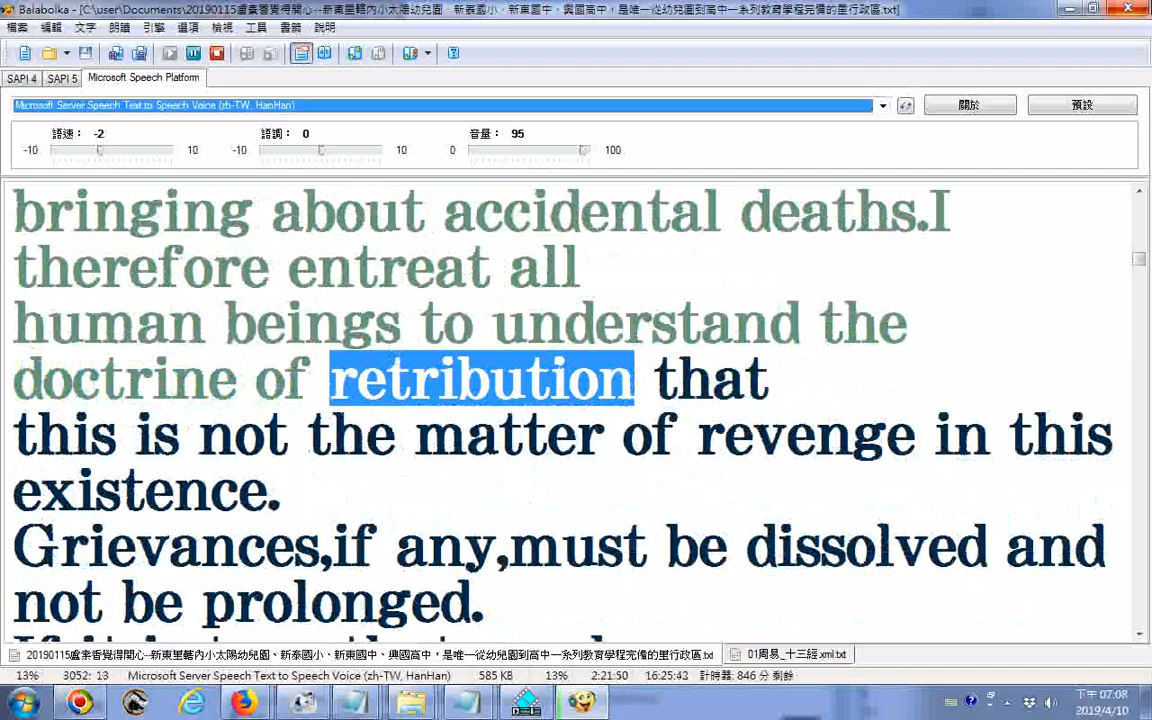 Balabolka - [C:\user\Documents\20190115盧素香覺得開心--新東里轄內小太陽幼兒園、新泰國小、新東國中、興國高中，是唯一從幼兒園到高中一系列教育學程完備的里行政區.txt]
檔案 編輯 文字 朗讀 引擎 選項 檢視 工具 書籤 說明
SAPI 4 SAPI 5 Microsoft Speech Platform
Microsoft Server Speech Text to Speech Voice (zh-TW, HanHan) 關於 預設
語速： -2 語調： 0 音量： 95
-10 10 -10 10 0 100
bringing about accidental deaths.I
therefore entreat all
human beings to understand the
doctrine of retribution that
this is not the matter of revenge in this
existence.
Grievances,if any,must be dissolved and
not be prolonged.
20190115盧素香覺得開心--新東里轄內小太陽幼兒園、新泰國小、新東國中、興國高中，是唯一從幼兒園到高中一系列教育學程完備的里行政區.txt 01周易_十三經.xml.txt
13% 3052: 13 Microsoft Server Speech Text to Speech Voice (zh-TW, HanHan) 585 KB 13% 2:21:50 16:25:43 計時器: 846 分 剩餘
下午 07:08
2019/4/10